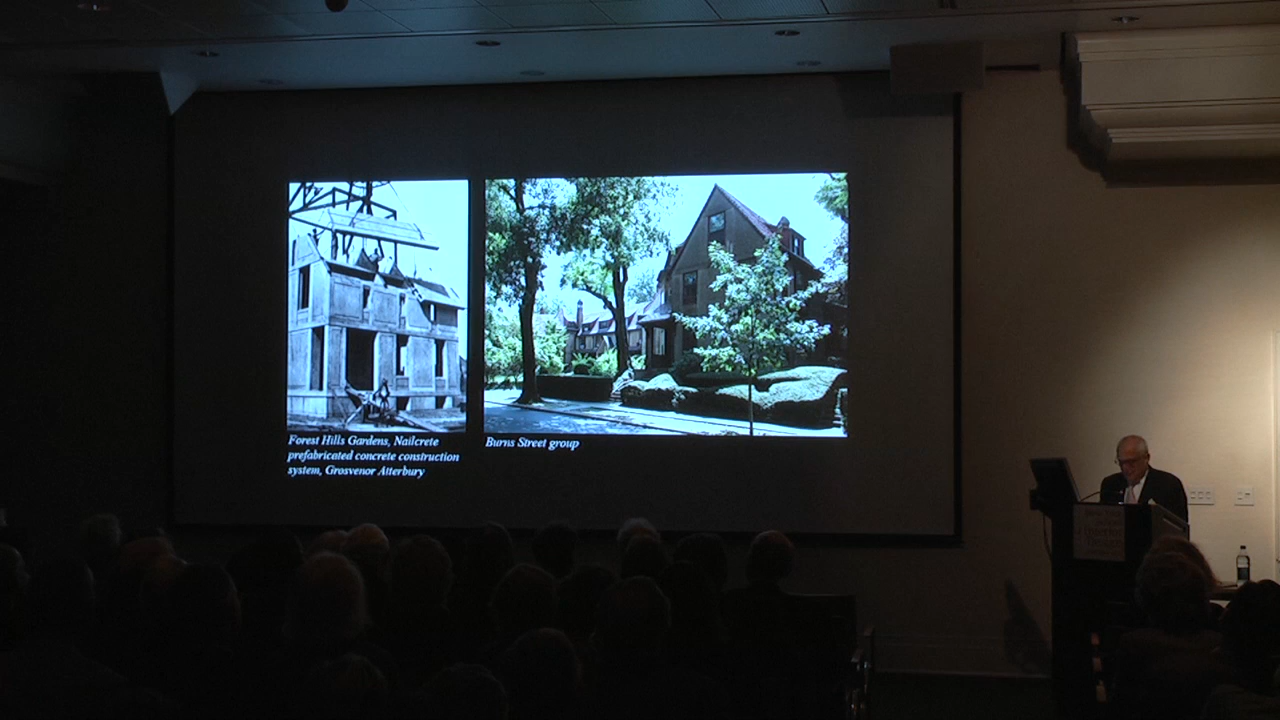 Forest Hills Gardens, Nailcrete
prefabricated concrete construction
system, Grosvenor Atterbury
Burns Street group